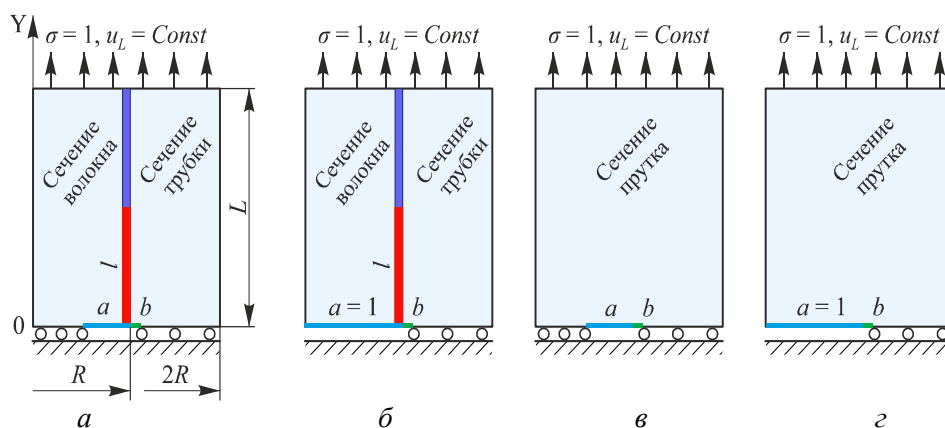 Y
σ = 1, u_L = Const
σ = 1, u_L = Const
σ = 1, u_L = Const
σ = 1, u_L = Const
Сечение
волокна
Сечение
трубки
Сечение
волокна
Сечение
трубки
Сечение
прутка
Сечение
прутка
L
l
l
a b
a = 1 b
a b
a = 1 b
0
R 2R
а б в г